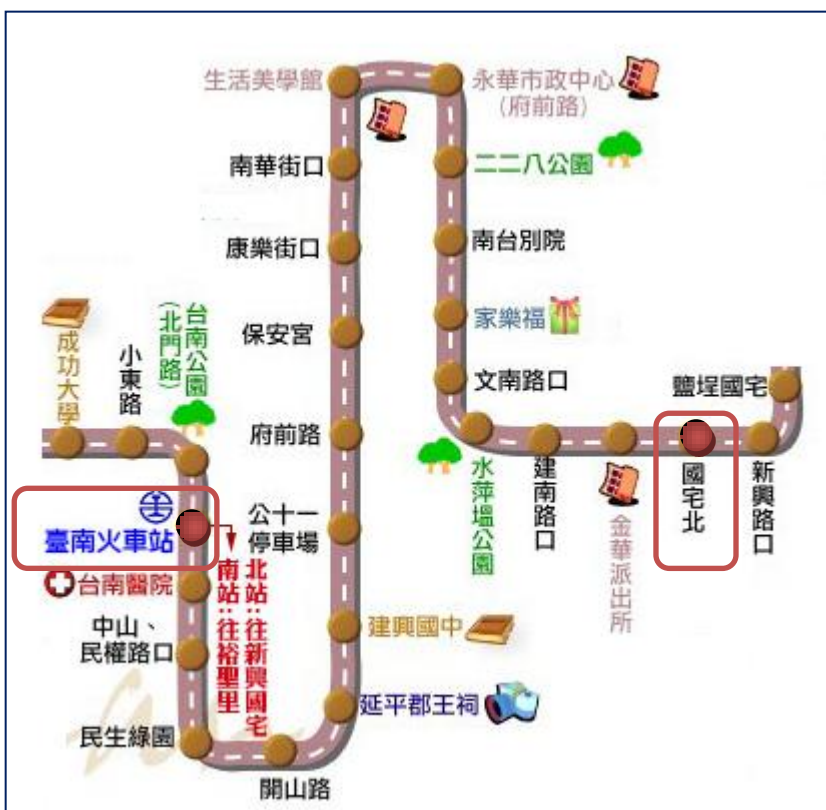 生活美學館
永華市政中心
(府前路)
南華街口
二二八公園
康樂街口
南台別院
保安宮
家樂福
文南路口
鹽埕國宅
成功大學
小東路
台南公園
(北門路)
府前路
水萍塭公園
建南路口
金華派出所
國宅北
新興路口
臺南火車站
公十一
停車場
北站:往新興國宅
南站:往裕聖里
台南醫院
中山、
民權路口
建興國中
延平郡王祠
民生綠園
開山路